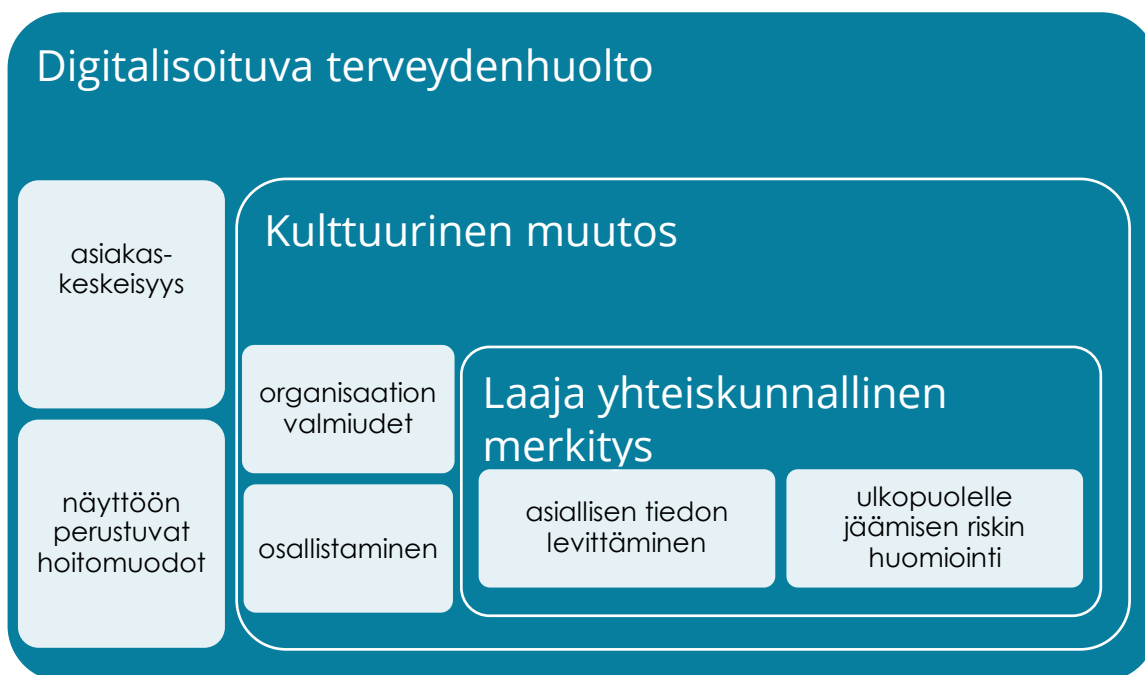 Digitalisoituva terveydenhuolto
asiakas-
keskeisyys
näyttöön
perustuvat
hoitomuodot
Kulttuurinen muutos
organisaation
valmiudet
osallistaminen
Laaja yhteiskunnallinen
merkitys
asiallisen tiedon
levittäminen
ulkopuolelle
jäämisen riskin
huomiointi